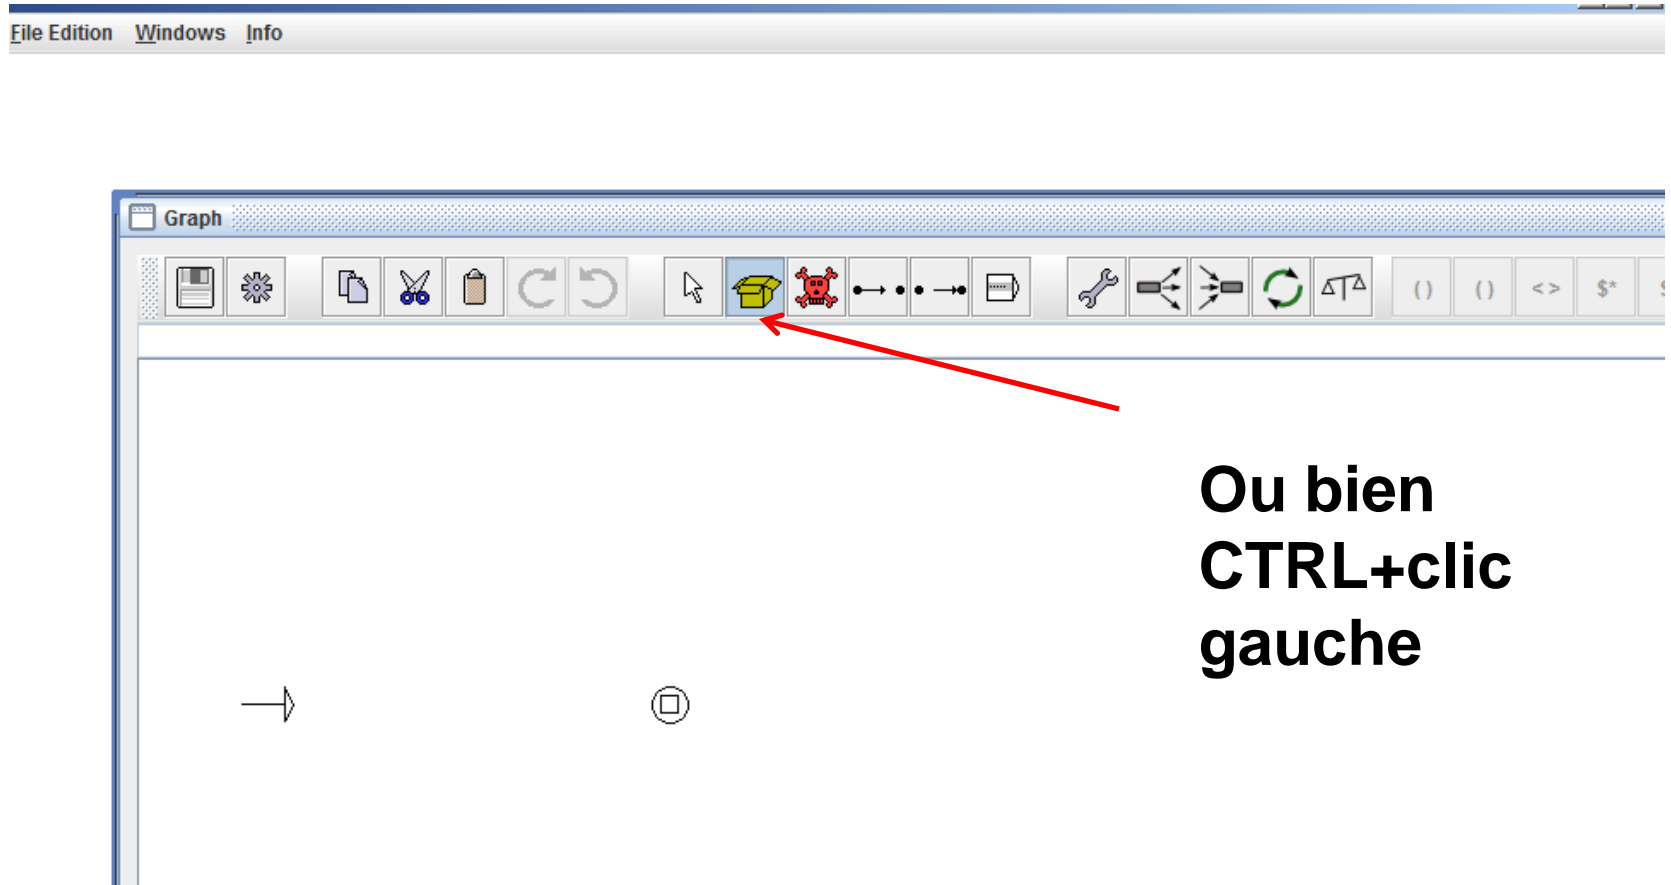 File Edition Windows Info
Graph
( ) ( ) < > $*
Ou bien
CTRL+clic
gauche